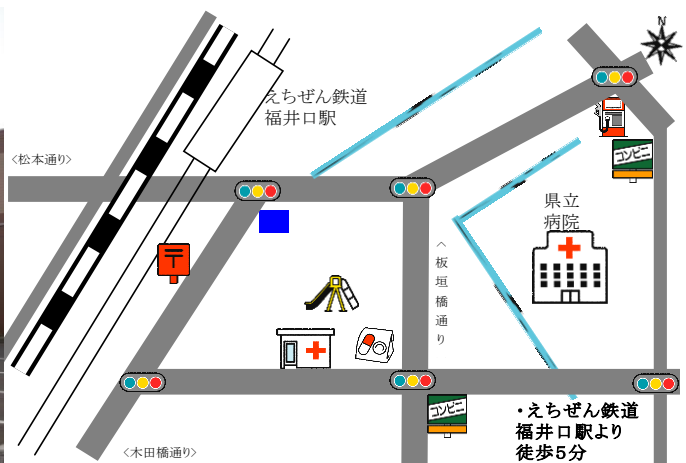 N
えちぜん鉄道
福井口駅
<松本通り>
コンビニ
県立
病院
<板垣橋通り
コンビニ
・えちぜん鉄道
福井口駅より
徒歩5分
<木田橋通り>